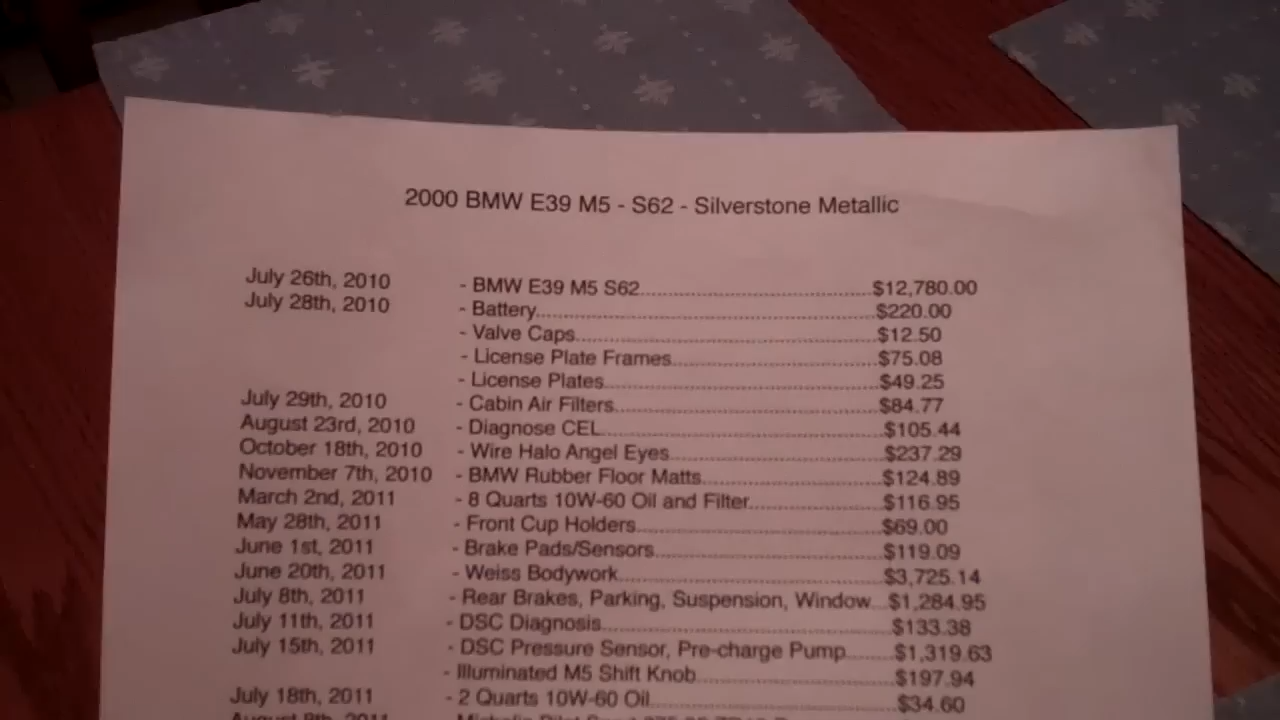 2000 BMW E39 M5 - S62 - Silverstone Metallic
July 26th, 2010 - BMW E39 M5 S62..........$12,780.00
July 28th, 2010 - Battery..........$220.00
- Valve Caps..........$12.50
- License Plate Frames..........$75.08
- License Plates..........$49.25
July 29th, 2010 - Cabin Air Filters..........$84.77
August 23rd, 2010 - Diagnose CEL..........$105.44
October 18th, 2010 - Wire Halo Angel Eyes..........$237.29
November 7th, 2010 - BMW Rubber Floor Matts..........$124.89
March 2nd, 2011 - 8 Quarts 10W-60 Oil and Filter..........$116.95
May 28th, 2011 - Front Cup Holders..........$69.00
June 1st, 2011 - Brake Pads/Sensors..........$119.09
June 20th, 2011 - Weiss Bodywork..........$3,725.14
July 8th, 2011 - Rear Brakes, Parking, Suspension, Window...$1,284.95
July 11th, 2011 - DSC Diagnosis..........$133.38
July 15th, 2011 - DSC Pressure Sensor, Pre-charge Pump..........$1,319.63
- Illuminated M5 Shift Knob..........$197.94
July 18th, 2011 - 2 Quarts 10W-60 Oil..........$34.60
August 8th, 2011 - Michelin Pilot Sport